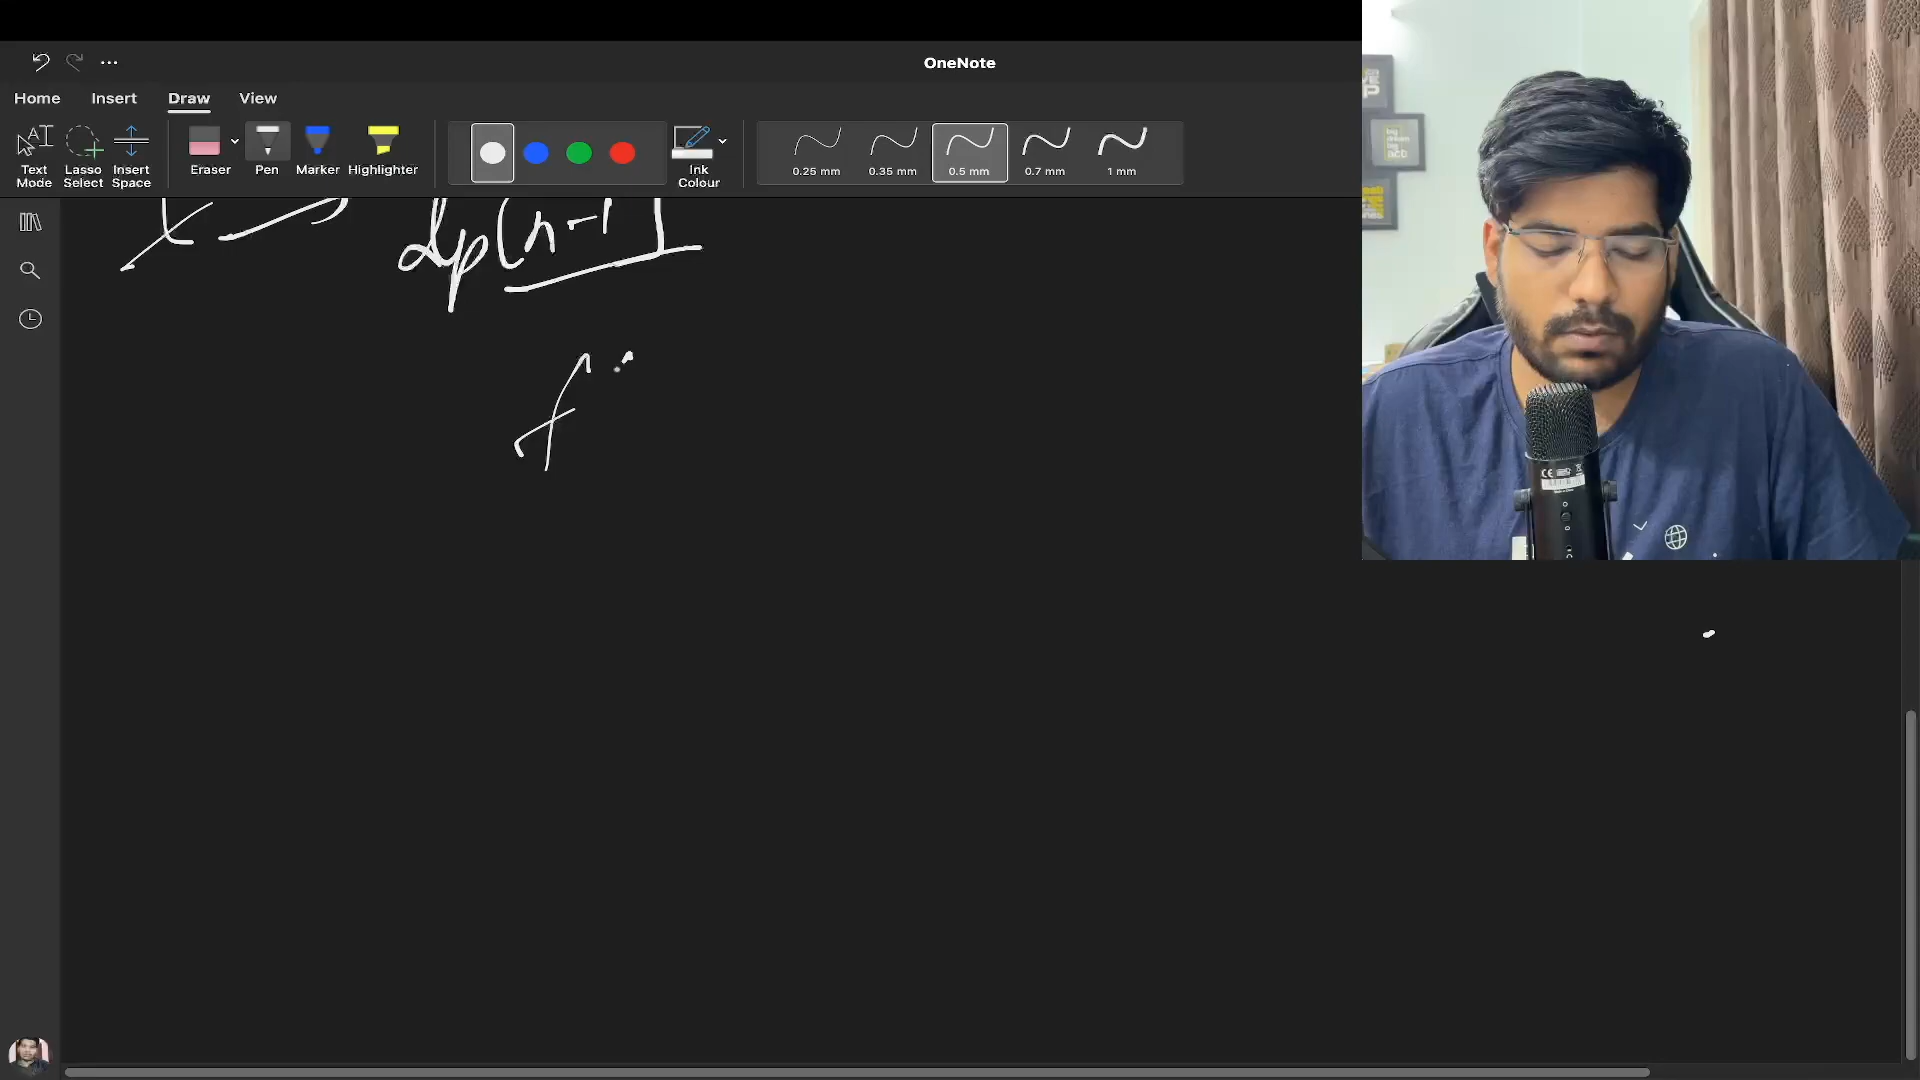 OneNote
Home Insert Draw View
Text Mode
Lasso Select
Insert Space
Eraser
Pen
Marker
Highlighter
Ink Colour
0.25 mm
0.35 mm
0.5 mm
0.7 mm
1 mm
dp[n-1]
f